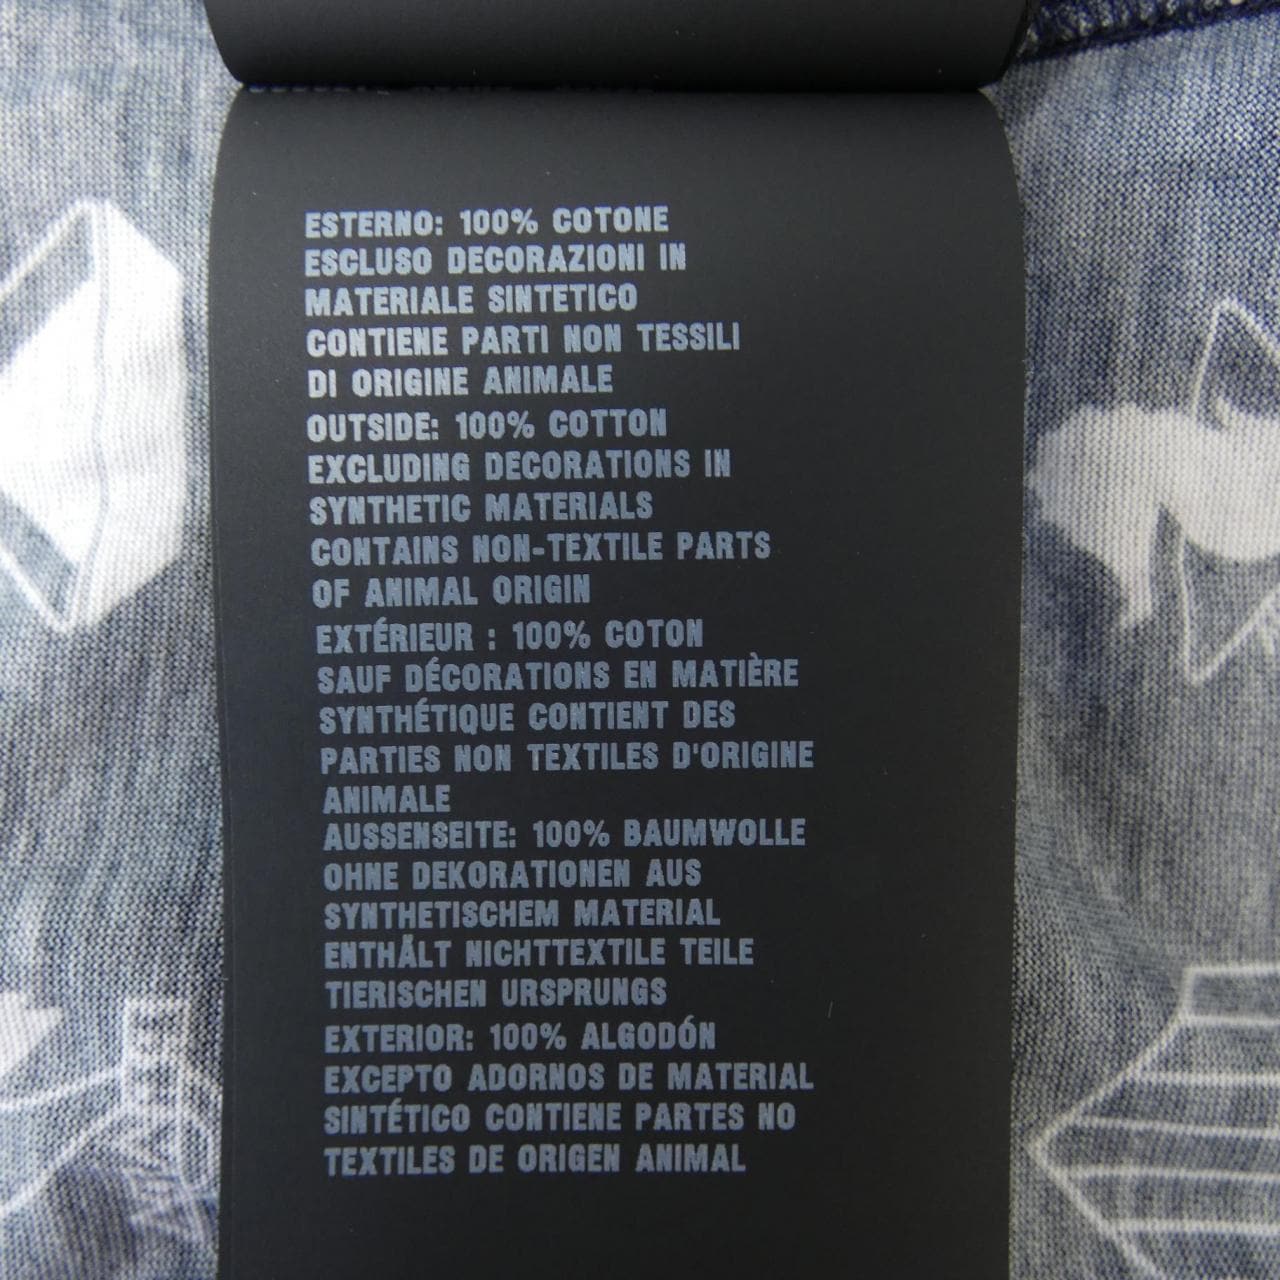 ESTERNO: 100% COTONE
ESCLUSO DECORAZIONI IN
MATERIALE SINTETICO
CONTIENE PARTI NON TESSILI
DI ORIGINE ANIMALE
OUTSIDE: 100% COTTON
EXCLUDING DECORATIONS IN
SYNTHETIC MATERIALS
CONTAINS NON-TEXTILE PARTS
OF ANIMAL ORIGIN
EXTÉRIEUR : 100% COTON
SAUF DÉCORATIONS EN MATIÈRE
SYNTHÉTIQUE CONTIENT DES
PARTIES NON TEXTILES D'ORIGINE
ANIMALE
AUSSENSEITE: 100% BAUMWOLLE
OHNE DEKORATIONEN AUS
SYNTHETISCHEM MATERIAL
ENTHÄLT NICHTTEXTILE TEILE
TIERISCHEN URSPRUNGS
EXTERIOR: 100% ALGODÓN
EXCEPTO ADORNOS DE MATERIAL
SINTÉTICO CONTIENE PARTES NO
TEXTILES DE ORIGEN ANIMAL